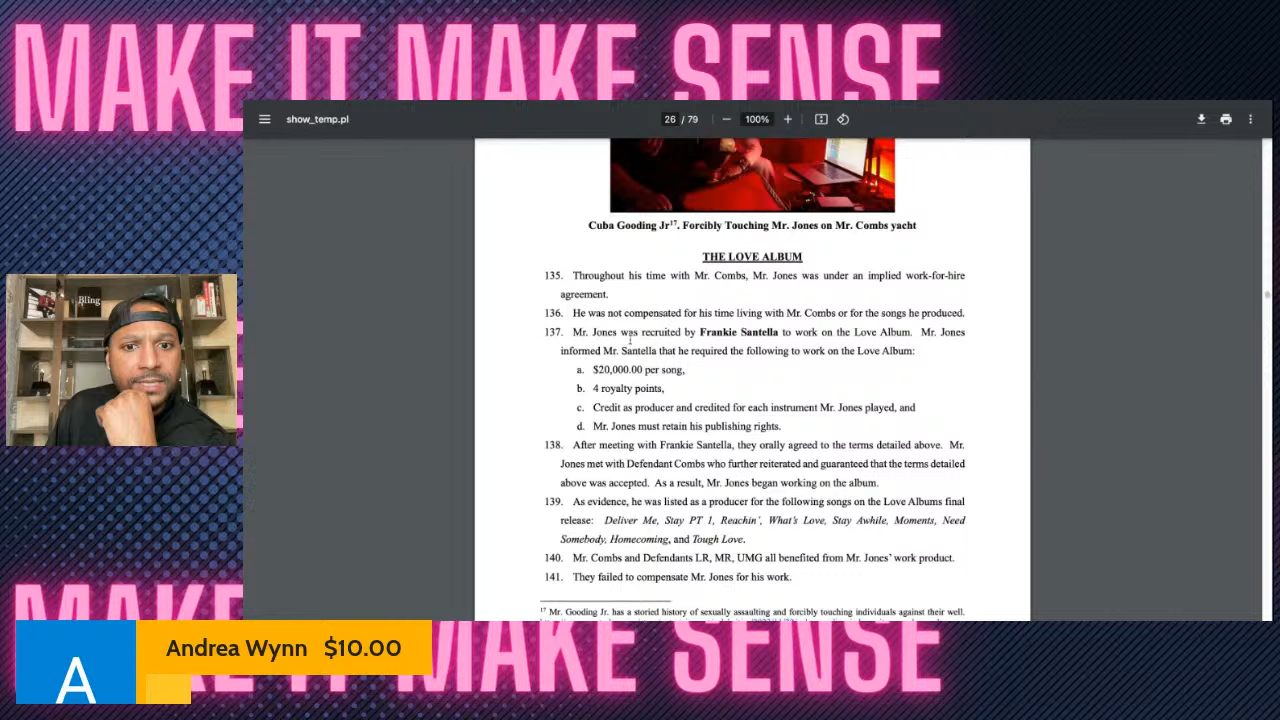 MAKE IT MAKE SENSE
show_temp.pl
26 / 79
100%
Cuba Gooding Jr17. Forcibly Touching Mr. Jones on Mr. Combs yacht
THE LOVE ALBUM
135. Throughout his time with Mr. Combs, Mr. Jones was under an implied work-for-hire
agreement.
136. He was not compensated for his time living with Mr. Combs or for the songs he produced.
137. Mr. Jones was recruited by Frankie Santella to work on the Love Album. Mr. Jones
informed Mr. Santella that he required the following to work on the Love Album:
a. $20,000.00 per song,
b. 4 royalty points,
c. Credit as producer and credited for each instrument Mr. Jones played, and
d. Mr. Jones must retain his publishing rights.
138. After meeting with Frankie Santella, they orally agreed to the terms detailed above. Mr.
Jones met with Defendant Combs who further reiterated and guaranteed that the terms detailed
above was accepted. As a result, Mr. Jones began working on the album.
139. As evidence, he was listed as a producer for the following songs on the Love Albums final
release: Deliver Me, Stay PT 1, Reachin', What's Love, Stay Awhile, Moments, Need
Somebody, Homecoming, and Tough Love.
140. Mr. Combs and Defendants LR, MR, UMG all benefited from Mr. Jones' work product.
141. They failed to compensate Mr. Jones for his work.
17 Mr. Gooding Jr. has a storied history of sexually assaulting and forcibly touching individuals against their well.
Bling
MAKE IT MAKE SENSE
A
Andrea Wynn $10.00